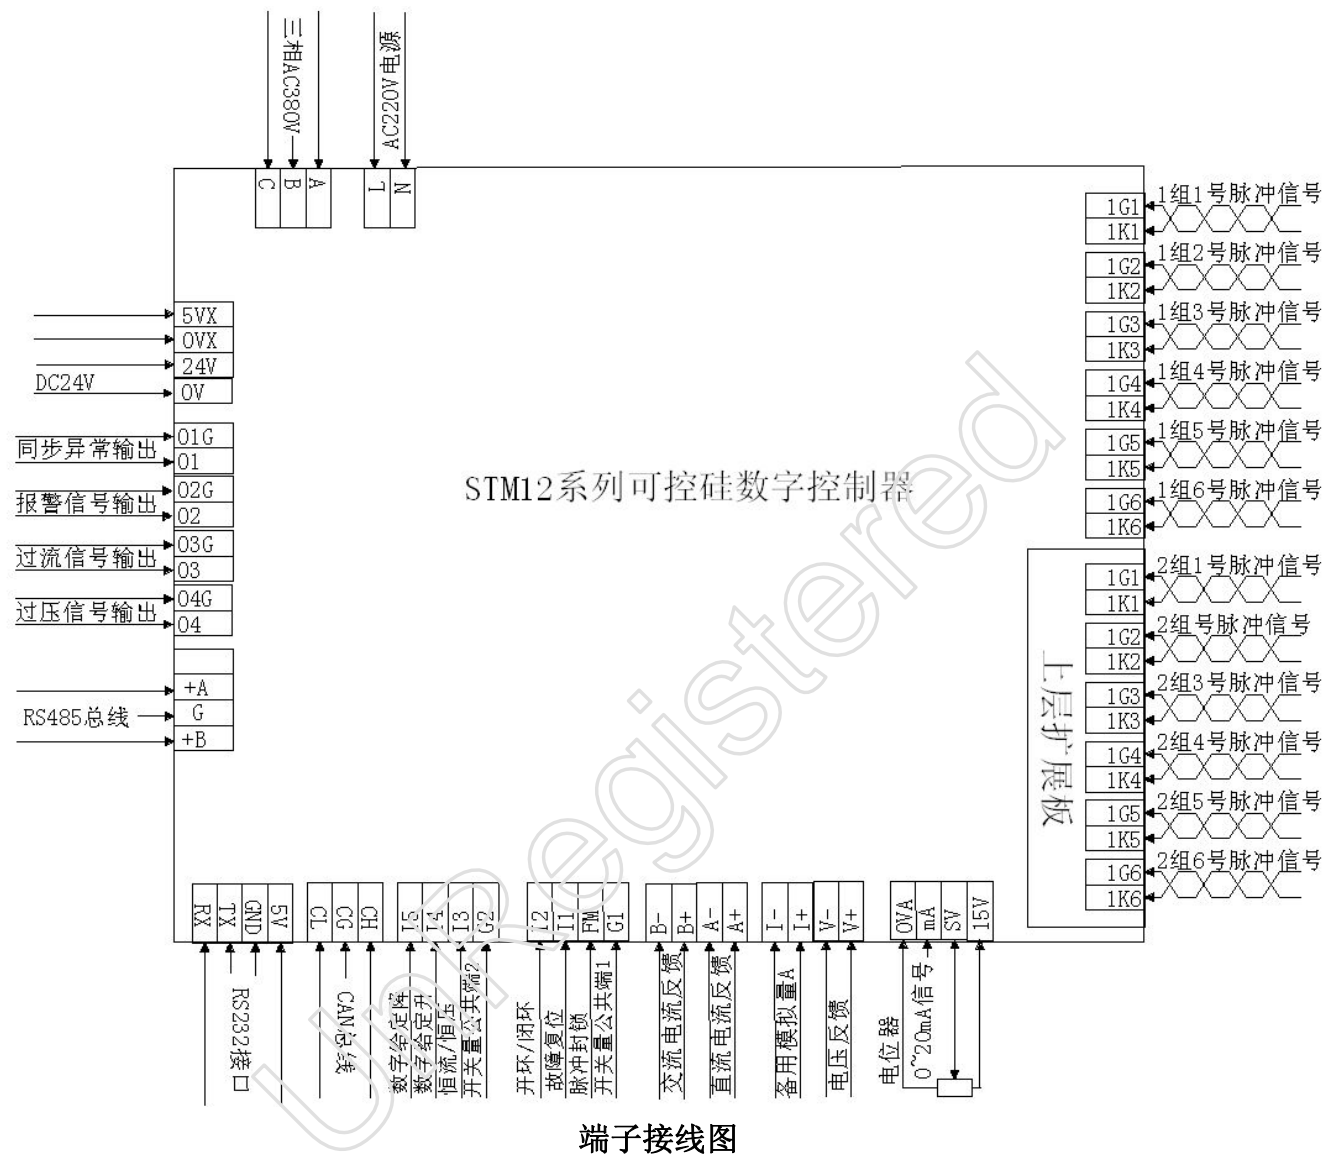 三相AC380V
AC220V电源
C
B
A
L
N
5VX
0VX
24V
DC24V
0V
同步异常输出
O1G
O1
报警信号输出
O2G
O2
过流信号输出
O3G
O3
过压信号输出
O4G
O4
RS485总线
+A
G
+B
STM12系列可控硅数字控制器
1G1
1K1
1组1号脉冲信号
1G2
1K2
1组2号脉冲信号
1G3
1K3
1组3号脉冲信号
1G4
1K4
1组4号脉冲信号
1G5
1K5
1组5号脉冲信号
1G6
1K6
1组6号脉冲信号
上层扩展板
1G1
1K1
2组1号脉冲信号
1G2
1K2
2组号脉冲信号
1G3
1K3
2组3号脉冲信号
1G4
1K4
2组4号脉冲信号
1G5
1K5
2组5号脉冲信号
1G6
1K6
2组6号脉冲信号
RX
TX
GND
5V
CL
CG
CH
I5
I4
I3
G2
I2
I1
FM
G1
B-
B+
A-
A+
I-
I+
V-
V+
0VA
mA
SV
15V
RS232接口
CAN总线
数字给定降
数字给定升
恒流/恒压
开关量公共端2
开环/闭环
故障复位
脉冲封锁
开关量公共端1
交流电流反馈
直流电流反馈
备用模拟量A
电压反馈
电位器
0~20mA信号
UnRegistered
端子接线图